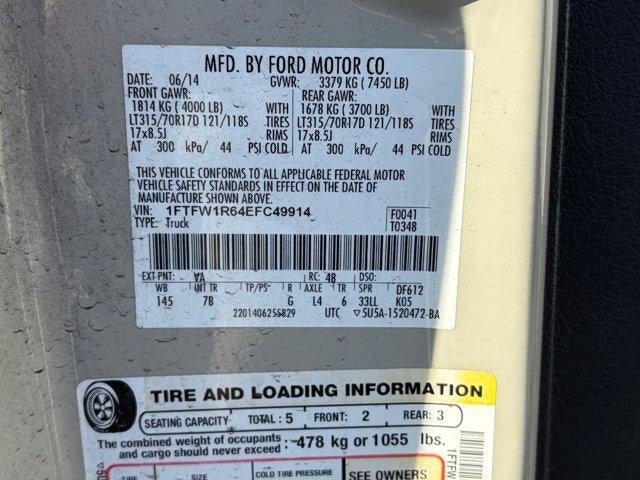 MFD. BY FORD MOTOR CO.
DATE: 06/14 GVWR: 3379 KG ( 7450 LB)
FRONT GAWR: REAR GAWR:
1814 KG ( 4000 LB) WITH 1678 KG ( 3700 LB) WITH
LT315/70R17D 121/118S TIRES LT315/70R17D 121/118S TIRES
17x8.5J RIMS 17x8.5J RIMS
AT 300 kPa/ 44 PSI COLD AT 300 kPa/ 44 PSI COLD
THIS VEHICLE CONFORMS TO ALL APPLICABLE FEDERAL MOTOR
VEHICLE SAFETY STANDARDS IN EFFECT ON THE DATE OF
MANUFACTURE SHOWN ABOVE.
VIN: 1FTFW1R64EFC49914 F0041
TYPE: Truck T0348
EXT PNT: YA RC: 48 DSO:
WB INT TR TP/PS R AXLE TR SPR DF612
145 7B G L4 6 33LL K05
2201406255829 UTC ▽5U5A-1520472-BA
TIRE AND LOADING INFORMATION
SEATING CAPACITY TOTAL: 5 FRONT: 2 REAR: 3
The combined weight of occupants and cargo should never exceed : 478 kg or 1055 lbs.
SIZE COLD TIRE PRESSURE SEE OWNERS
1FTFW